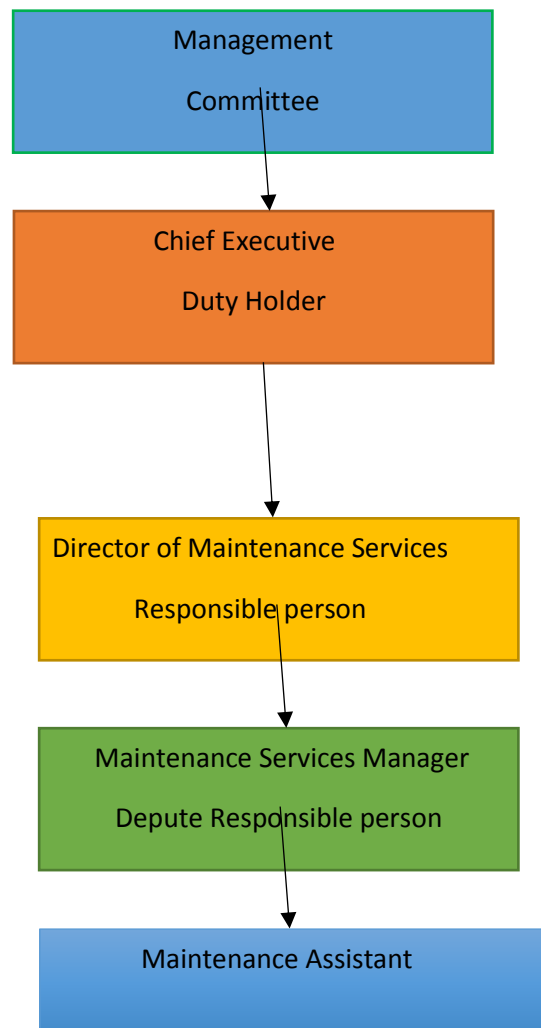 Management
Committee
Chief Executive
Duty Holder
Director of Maintenance Services
Responsible person
Maintenance Services Manager
Depute Responsible person
Maintenance Assistant